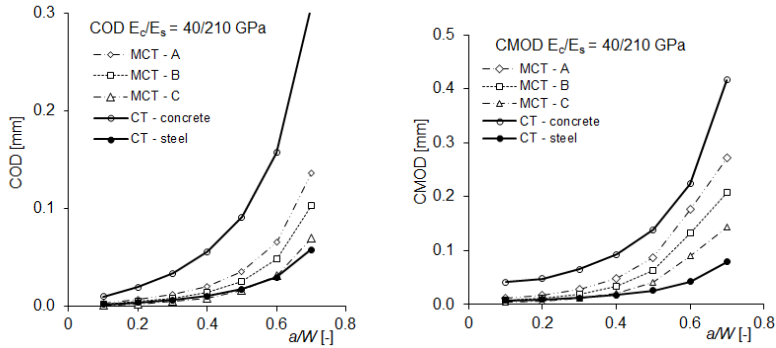 COD E_c/E_s = 40/210 GPa
MCT - A
MCT - B
MCT - C
CT - concrete
CT - steel
COD [mm]
0.3
0.2
0.1
0.0
0 0.2 0.4 0.6 0.8
a/W [-]
CMOD E_c/E_s = 40/210 GPa
MCT - A
MCT - B
MCT - C
CT - concrete
CT - steel
CMOD [mm]
0.5
0.4
0.3
0.2
0.1
0.0
0 0.2 0.4 0.6 0.8
a/W [-]